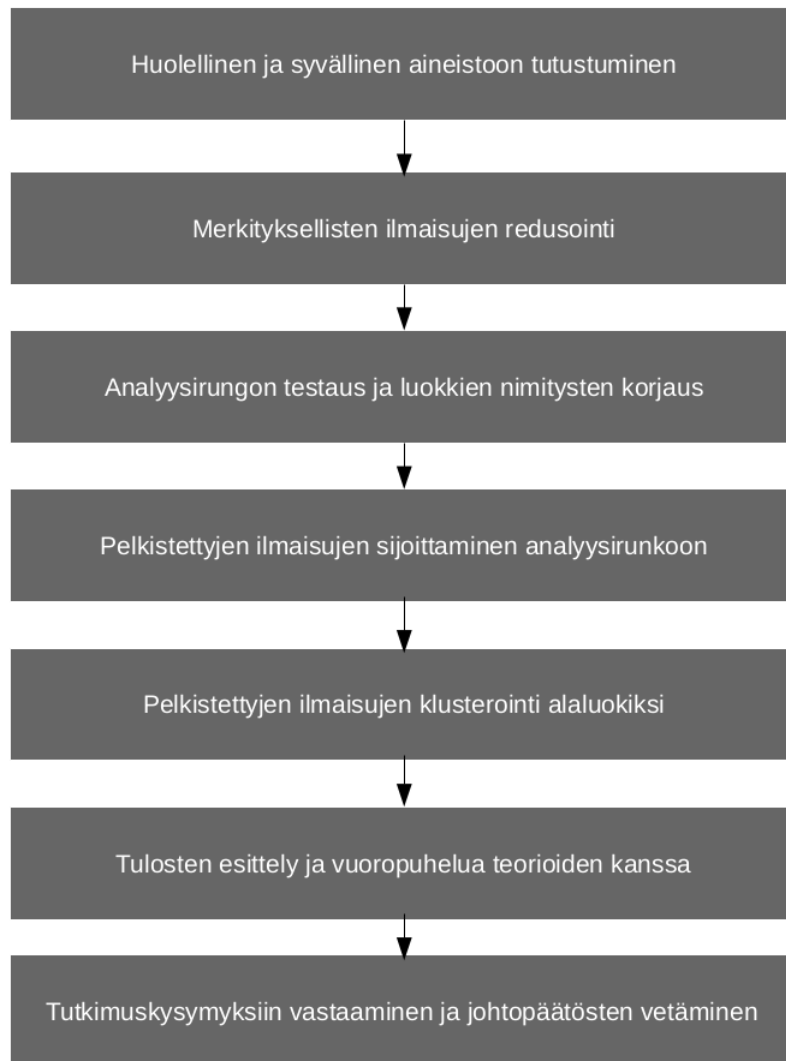 Huolellinen ja syvällinen aineistoon tutustuminen
Merkityksellisten ilmaisujen redusointi
Analyysirungon testaus ja luokkien nimitysten korjaus
Pelkistettyjen ilmaisujen sijoittaminen analyysirunkoon
Pelkistettyjen ilmaisujen klusterointi alaluokiksi
Tulosten esittely ja vuoropuhelua teorioiden kanssa
Tutkimuskysymyksiin vastaaminen ja johtopäätösten vetäminen